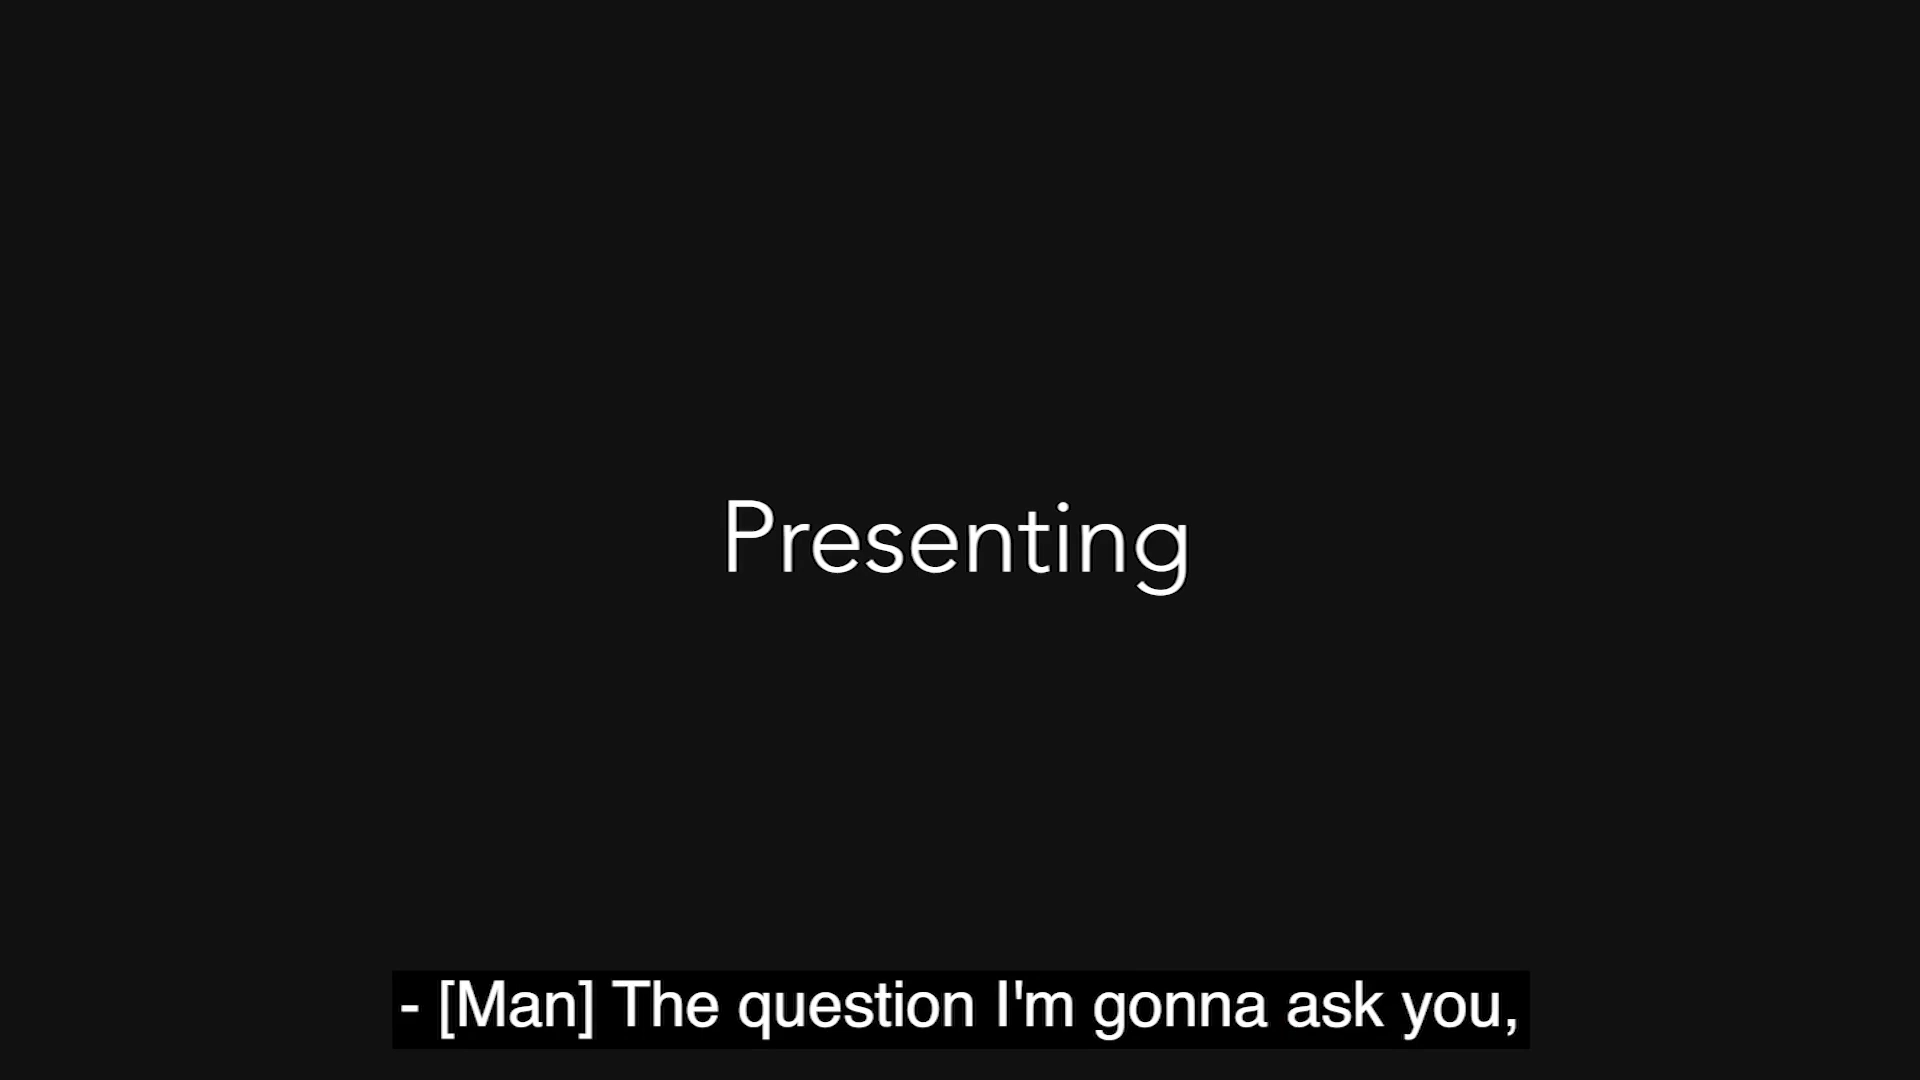 Presenting
- [Man] The question I'm gonna ask you,